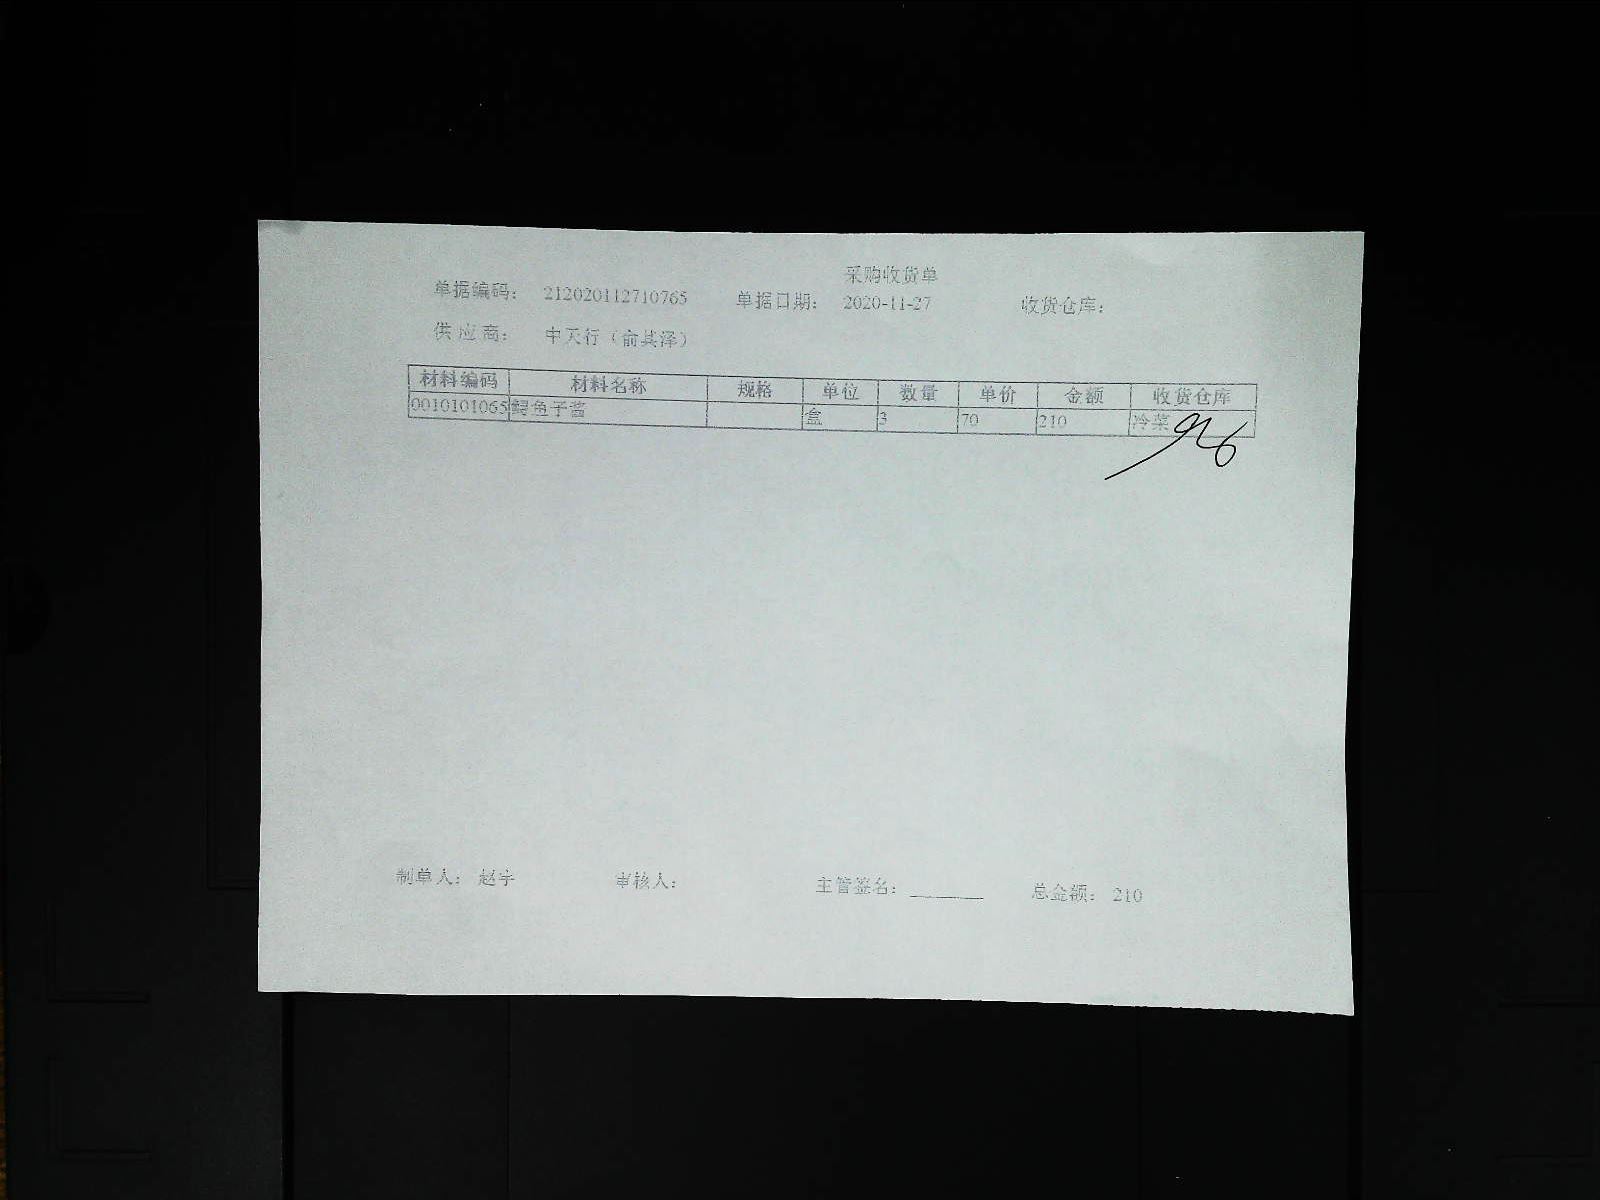 采购收货单
单据编码： 212020112710765 单据日期： 2020-11-27 收货仓库：
供应商： 中天行（俞其泽）
材料编码 材料名称 规格 单位 数量 单价 金额 收货仓库
0010101065 鲟鱼子酱 盒 3 70 210 冷菜
制单人： 赵宇 审核人： 主管签名： ______ 总金额： 210